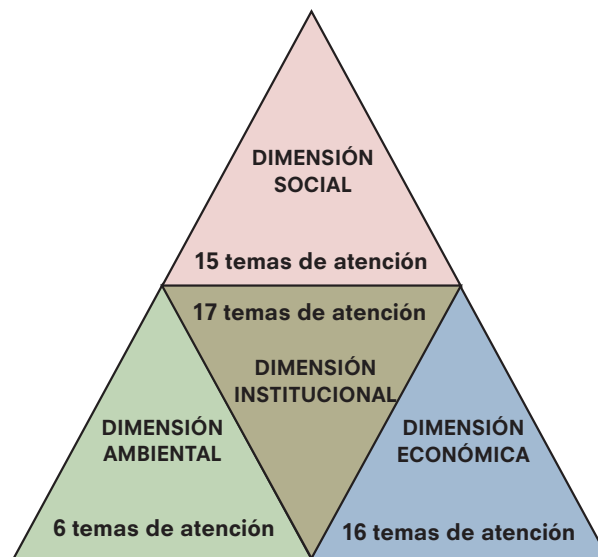 DIMENSIÓN
SOCIAL
15 temas de atención
17 temas de atención
DIMENSIÓN
INSTITUCIONAL
DIMENSIÓN
AMBIENTAL
6 temas de atención
DIMENSIÓN
ECONÓMICA
16 temas de atención